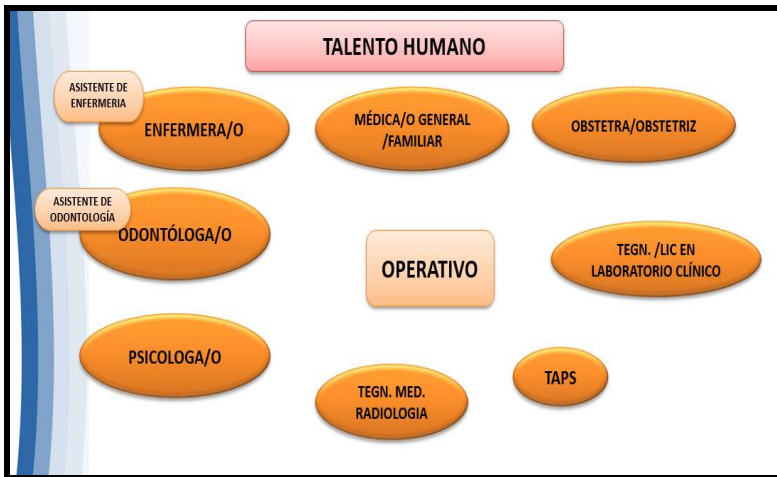 TALENTO HUMANO
ASISTENTE DE
ENFERMERIA
ENFERMERA/O
MÉDICA/O GENERAL
/FAMILIAR
OBSTETRA/OBSTETRIZ
ASISTENTE DE
ODONTOLOGÍA
ODONTÓLOGA/O
OPERATIVO
TEGN. /LIC EN
LABORATORIO CLÍNICO
PSICOLOGA/O
TEGN. MED.
RADIOLOGIA
TAPS